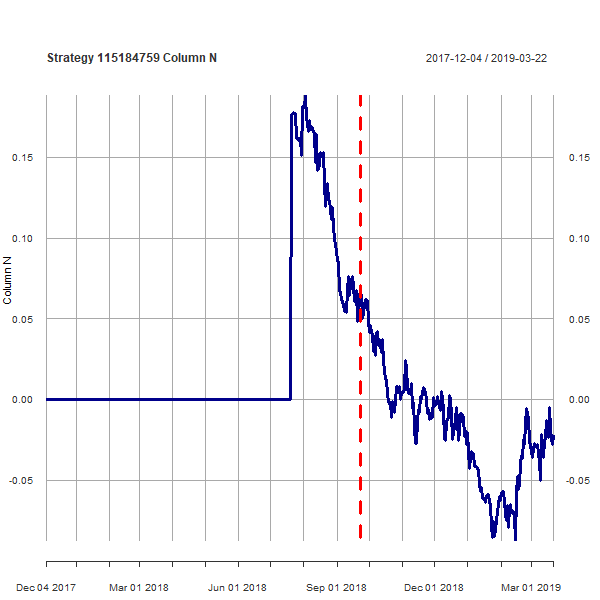 Strategy 115184759 Column N
2017-12-04 / 2019-03-22
Column N
0.15
0.10
0.05
0.00
-0.05
0.15
0.10
0.05
0.00
-0.05
Dec 04 2017
Mar 01 2018
Jun 01 2018
Sep 01 2018
Dec 01 2018
Mar 01 2019